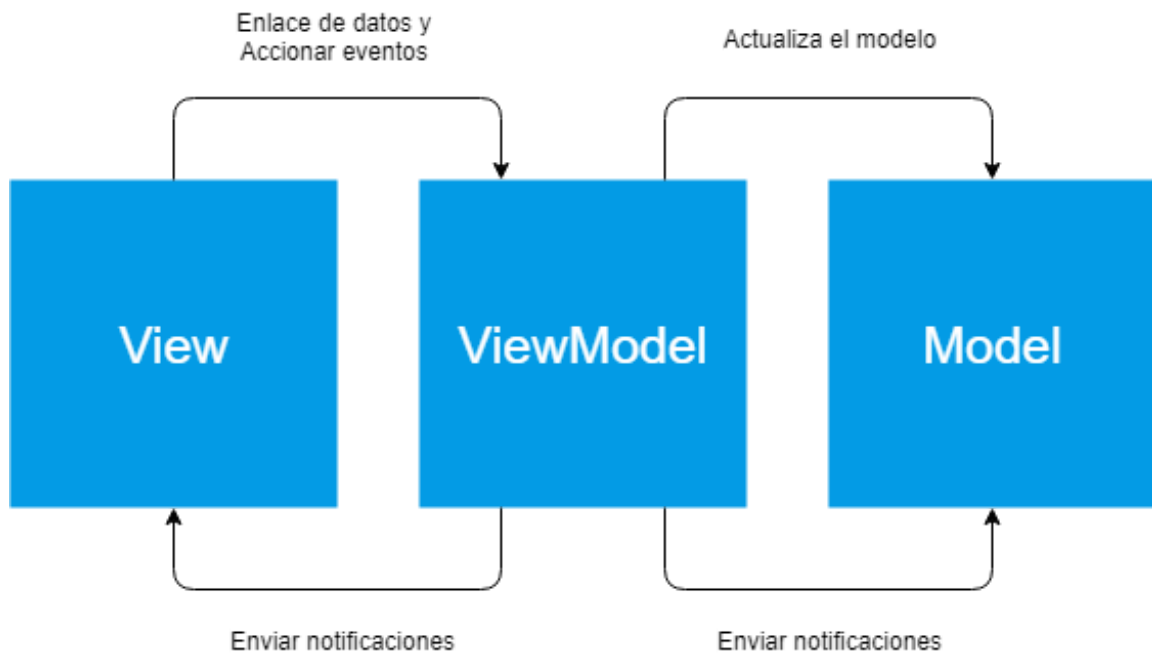 Enlace de datos y
Accionar eventos
Actualiza el modelo
View
ViewModel
Model
Enviar notificaciones
Enviar notificaciones